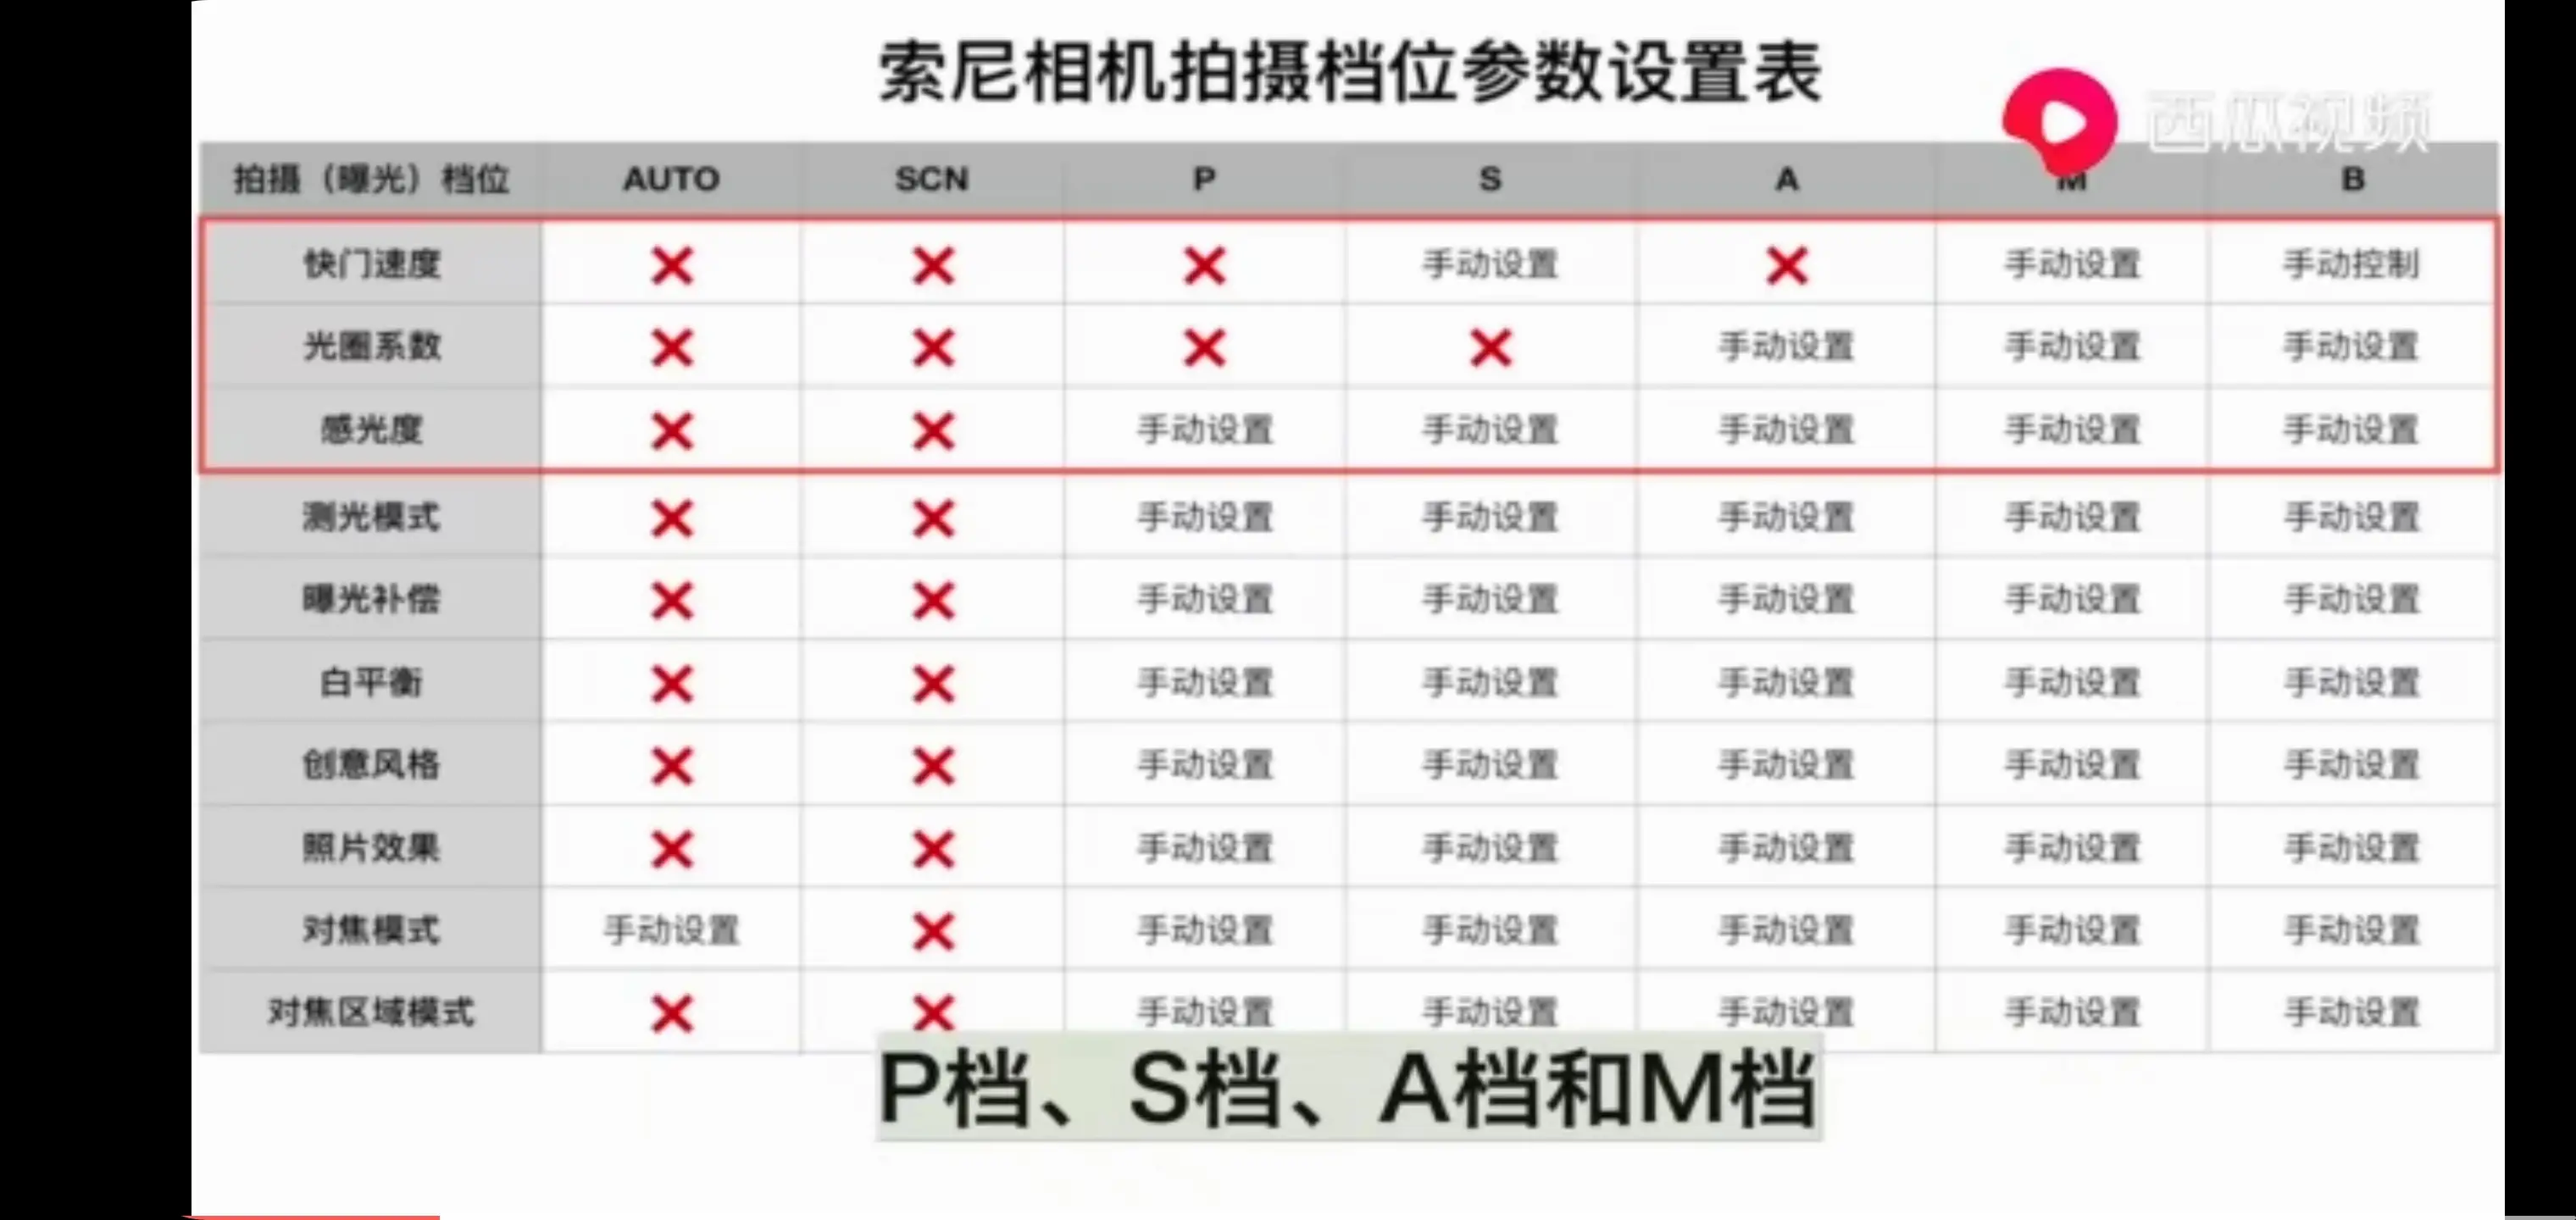 索尼相机拍摄档位参数设置表
西瓜视频
拍摄（曝光）档位 AUTO SCN P S A M B
快门速度 手动设置 手动设置 手动控制
光圈系数 手动设置 手动设置 手动设置
感光度 手动设置 手动设置 手动设置 手动设置 手动设置
测光模式 手动设置 手动设置 手动设置 手动设置 手动设置
曝光补偿 手动设置 手动设置 手动设置 手动设置 手动设置
白平衡 手动设置 手动设置 手动设置 手动设置 手动设置
创意风格 手动设置 手动设置 手动设置 手动设置 手动设置
照片效果 手动设置 手动设置 手动设置 手动设置 手动设置
对焦模式 手动设置 手动设置 手动设置 手动设置 手动设置 手动设置
对焦区域模式 手动设置 手动设置 手动设置 手动设置 手动设置
P档、S档、A档和M档